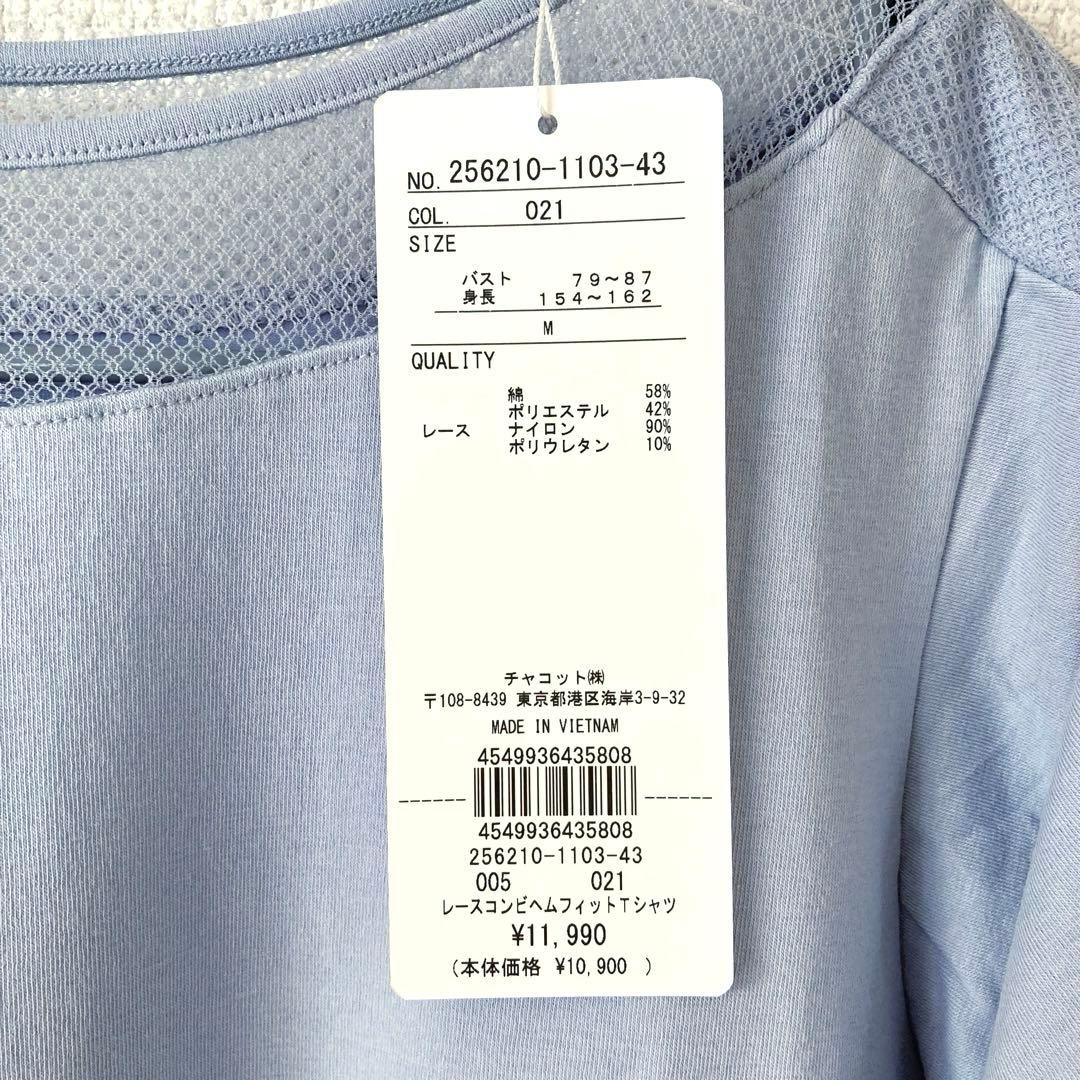 NO. 256210-1103-43
COL. 021
SIZE
バスト 79~87
身長 154~162
M
QUALITY
綿 58%
ポリエステル 42%
レース ナイロン 90%
ポリウレタン 10%
チャコット㈱
〒108-8439 東京都港区海岸3-9-32
MADE IN VIETNAM
4549936435808
4549936435808
256210-1103-43
005 021
レースコンビヘムフィットTシャツ
¥11,990
(本体価格 ¥10,900 )